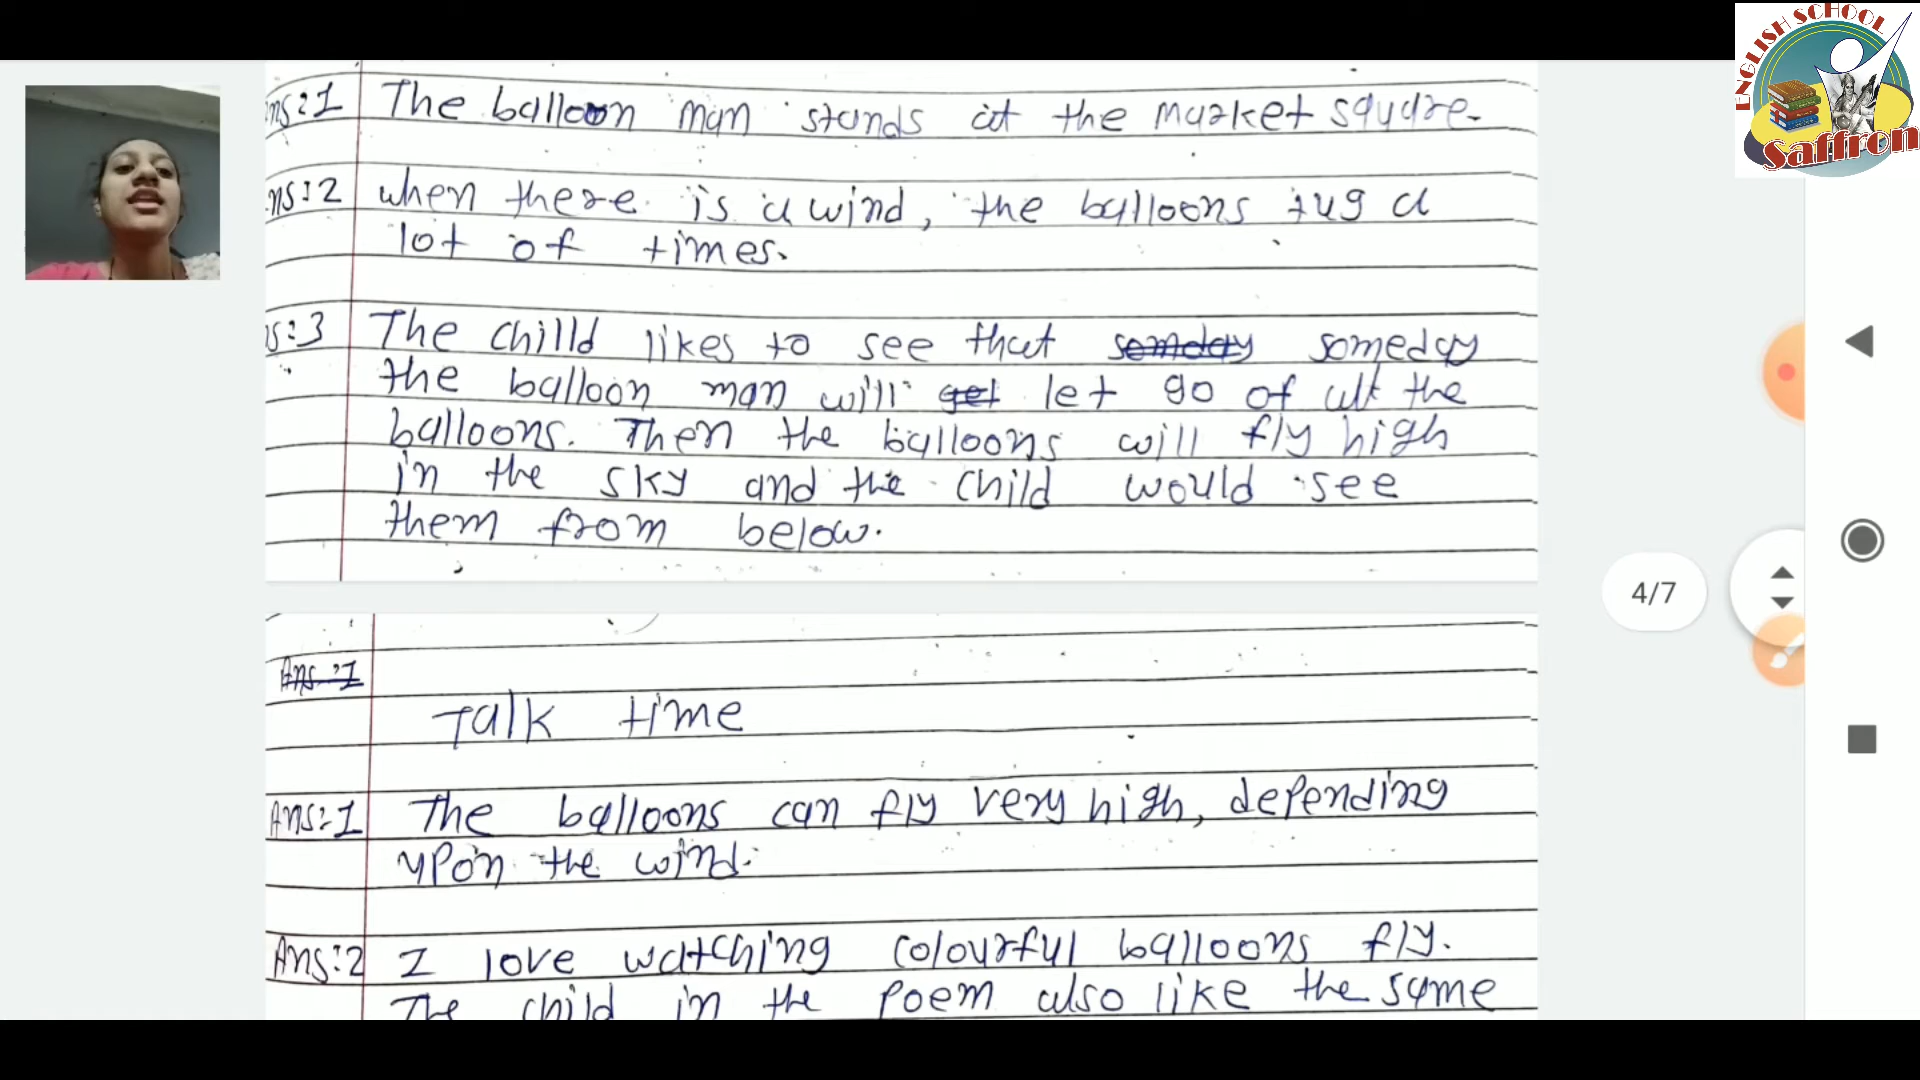 ENGLISH SCHOOL
Saffron
ns:1 The balloon man stands at the market square.
ns:2 when there is a wind, the balloons tug a
lot of times.
s:3 The chilld likes to see that somday someday
the balloon man will get let go of all the
balloons. Then the balloons will fly high
in the sky and the child would see
them from below.
4/7
Ans:1
Talk time
Ans:1 The balloons can fly very high, depending
upon the wind.
Ans:2 I love watching colourful balloons fly.
The child in the poem also like the same